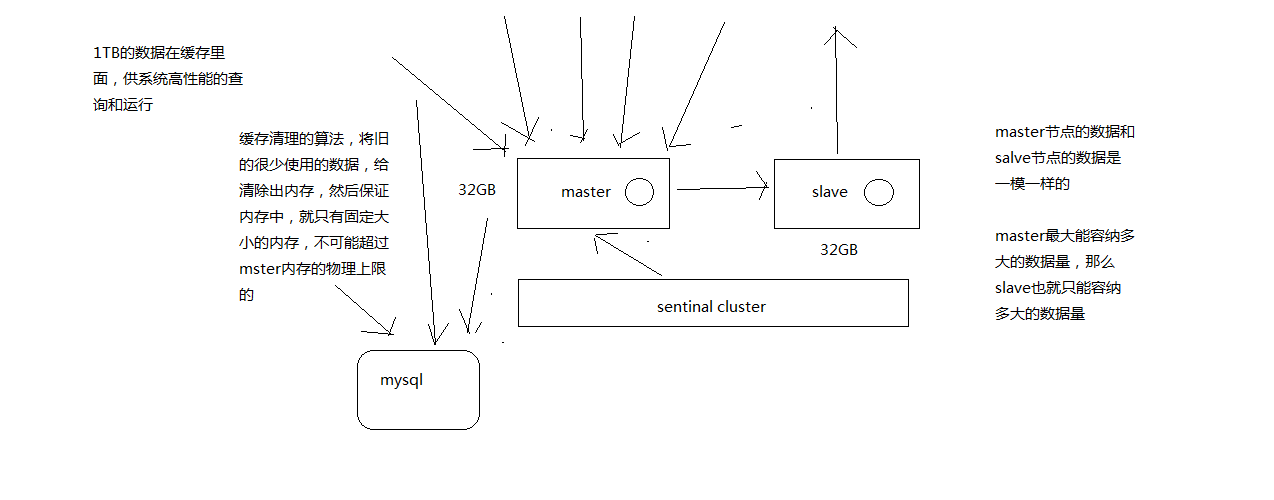 1TB的数据在缓存里
面，供系统高性能的查
询和运行
缓存清理的算法，将旧
的很少使用的数据，给
清除出内存，然后保证
内存中，就只有固定大
小的内存，不可能超过
mster内存的物理上限
的
32GB
master
slave
32GB
sentinal cluster
mysql
master节点的数据和
salve节点的数据是
一模一样的
master最大能容纳多
大的数据量，那么
slave也就只能容纳
多大的数据量